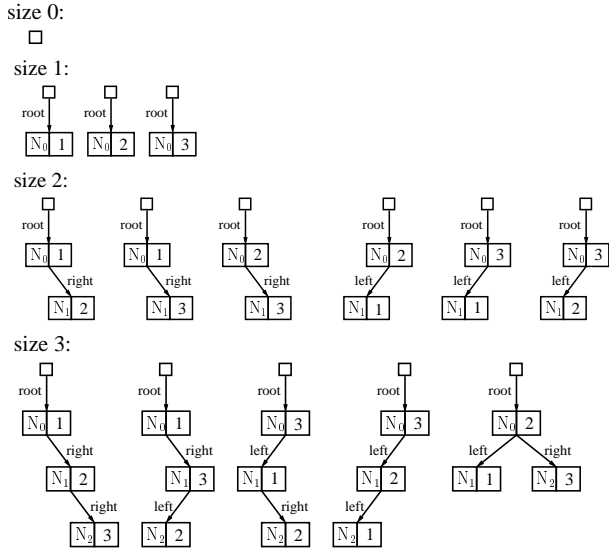 size 0:
size 1:
root root root
N0 1 N0 2 N0 3
size 2:
root root root root root root
N0 1 N0 1 N0 2 N0 2 N0 3 N0 3
right right right left left left
N1 2 N1 3 N1 3 N1 1 N1 1 N1 2
size 3:
root root root root root
N0 1 N0 1 N0 3 N0 3 N0 2
right right left left left right
N1 2 N1 3 N1 1 N1 2 N1 1 N2 3
right left right left
N2 3 N2 2 N2 2 N2 1